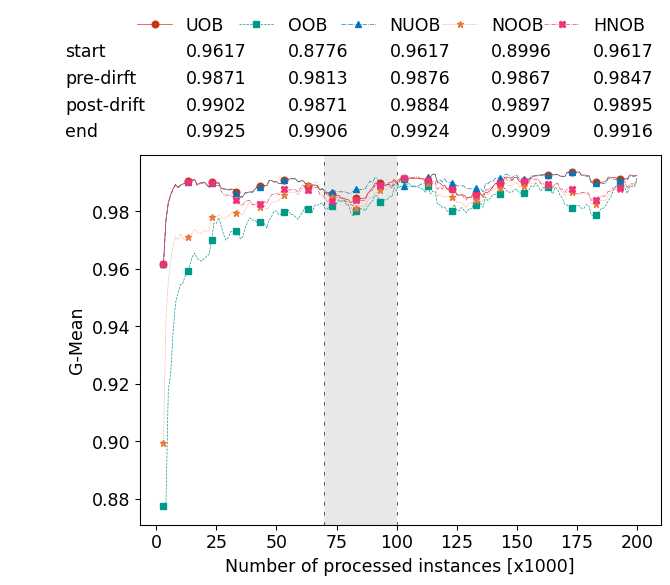 UOB OOB NUOB NOOB HNOB
start 0.9617 0.8776 0.9617 0.8996 0.9617
pre-dirft 0.9871 0.9813 0.9876 0.9867 0.9847
post-drift 0.9902 0.9871 0.9884 0.9897 0.9895
end 0.9925 0.9906 0.9924 0.9909 0.9916
0.98
0.96
0.94
0.92
0.90
0.88
G-Mean
0 25 50 75 100 125 150 175 200
Number of processed instances [x1000]